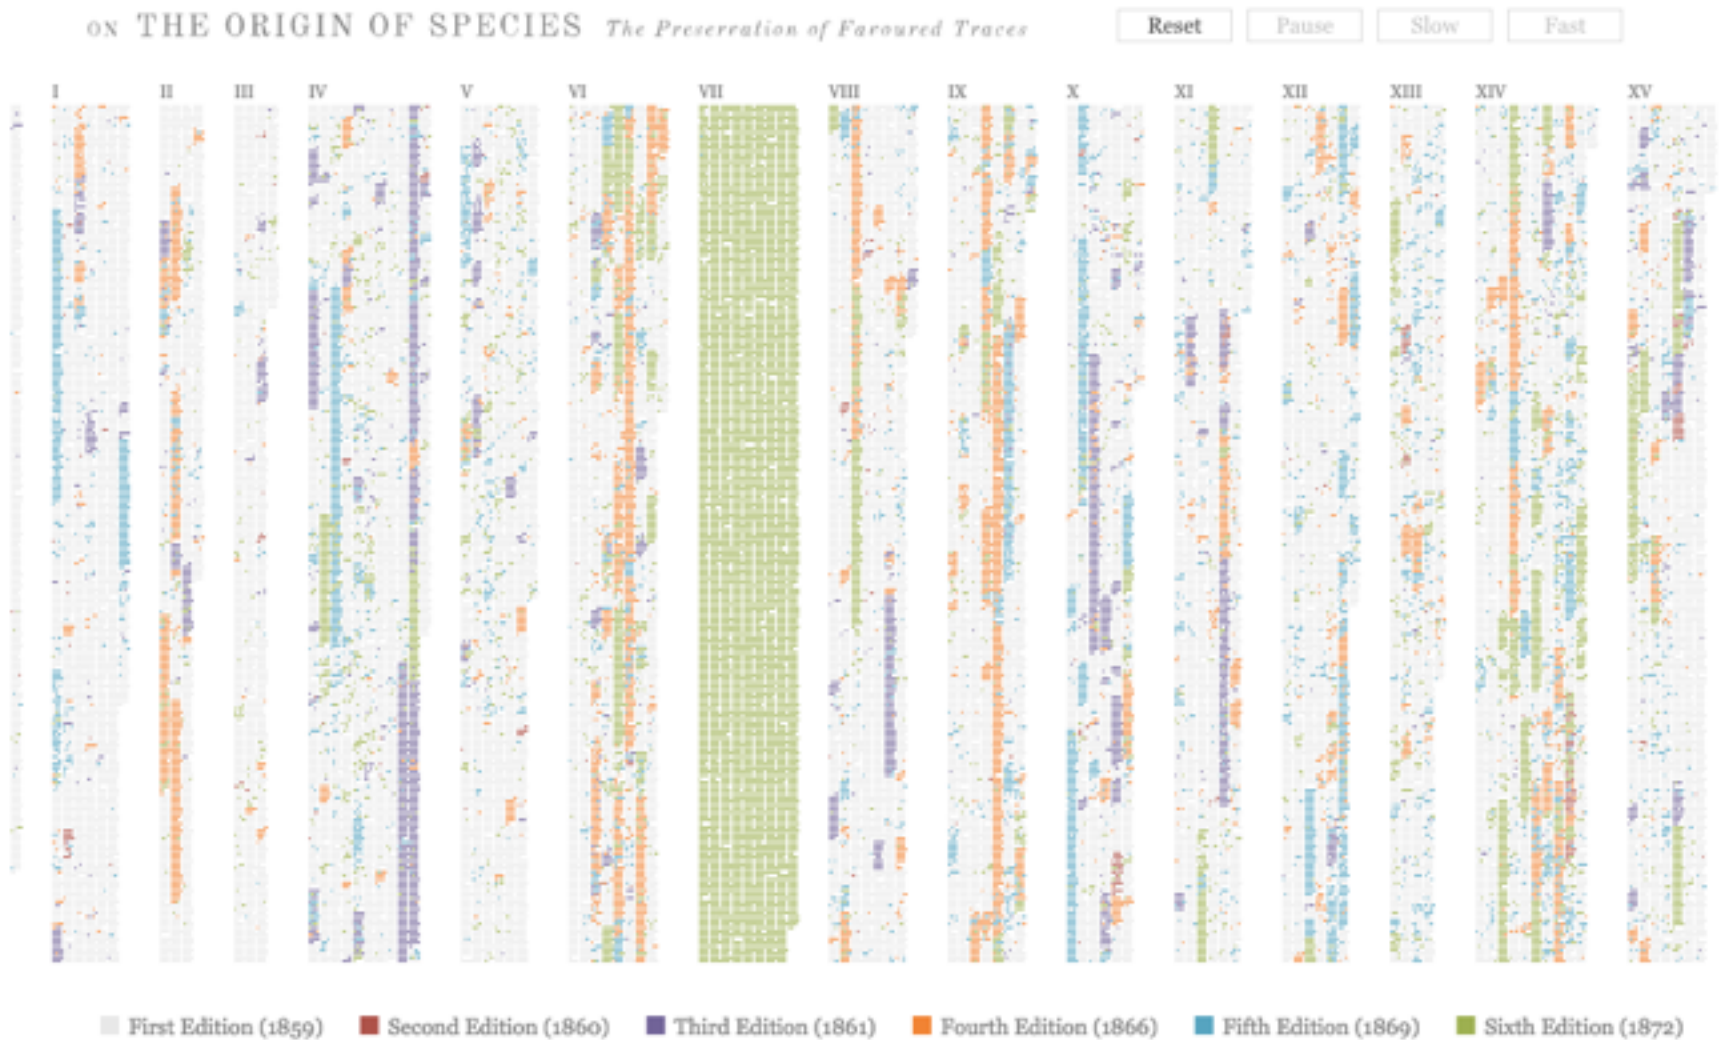 ON THE ORIGIN OF SPECIES The Preservation of Favoured Traces Reset Pause Slow Fast
I II III IV V VI VII VIII IX X XI XII XIII XIV XV
First Edition (1859) Second Edition (1860) Third Edition (1861) Fourth Edition (1866) Fifth Edition (1869) Sixth Edition (1872)